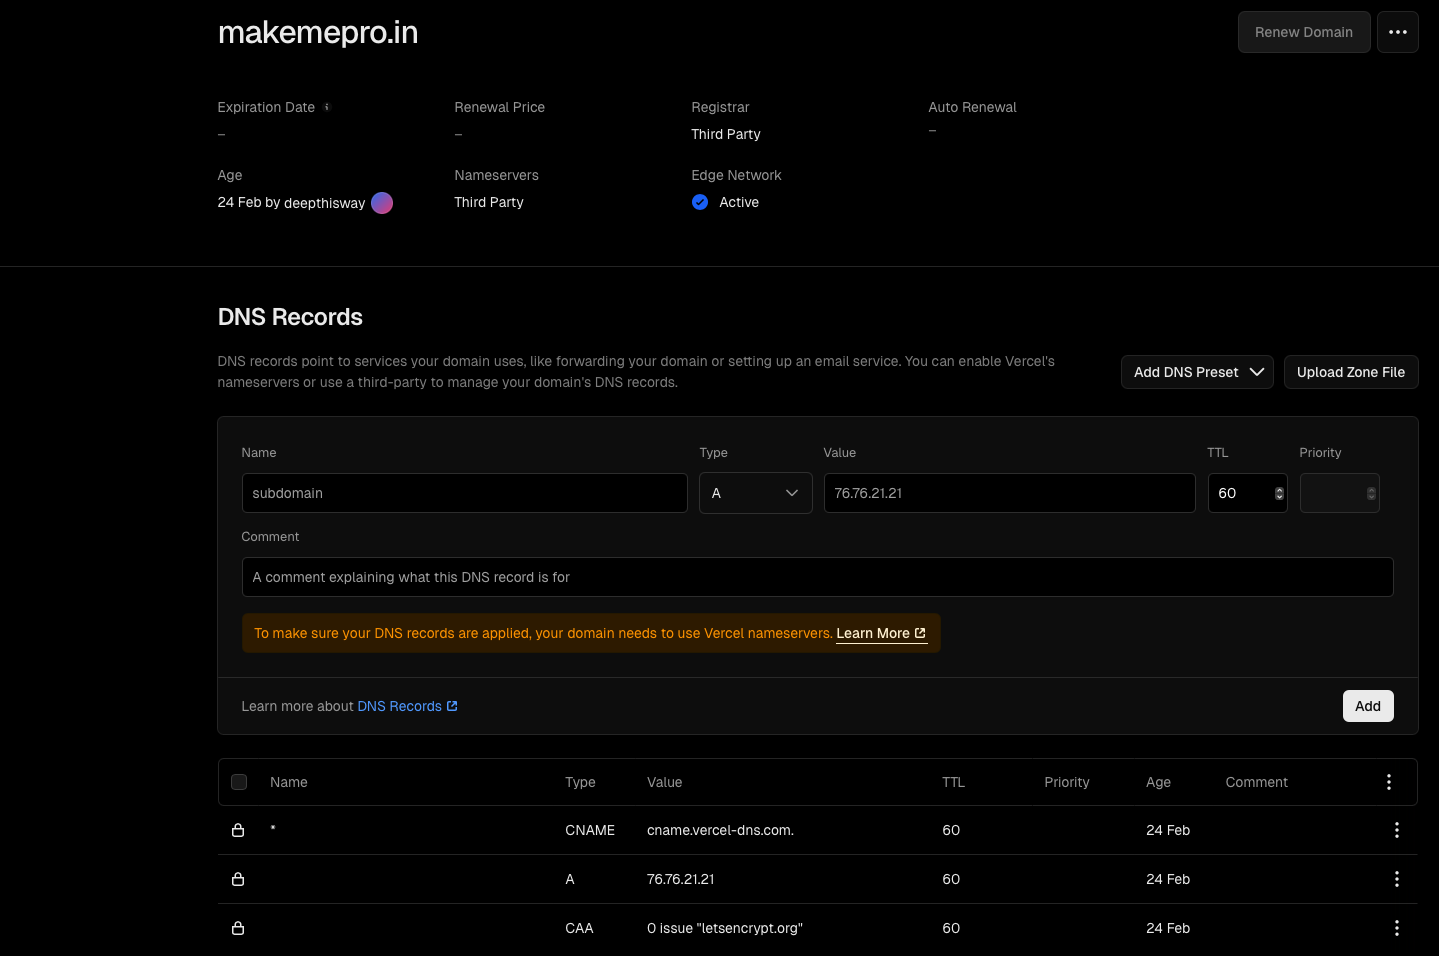 makemepro.in
Renew Domain
Expiration Date
Renewal Price
Registrar
Auto Renewal
–
–
Third Party
–
Age
Nameservers
Edge Network
24 Feb by deepthisway
Third Party
Active
DNS Records
DNS records point to services your domain uses, like forwarding your domain or setting up an email service. You can enable Vercel's
nameservers or use a third-party to manage your domain's DNS records.
Add DNS Preset
Upload Zone File
Name
Type
Value
TTL
Priority
subdomain
A
76.76.21.21
60
Comment
A comment explaining what this DNS record is for
To make sure your DNS records are applied, your domain needs to use Vercel nameservers. Learn More
Learn more about DNS Records
Add
Name Type Value TTL Priority Age Comment
* CNAME cname.vercel-dns.com. 60 24 Feb
A 76.76.21.21 60 24 Feb
CAA 0 issue "letsencrypt.org" 60 24 Feb